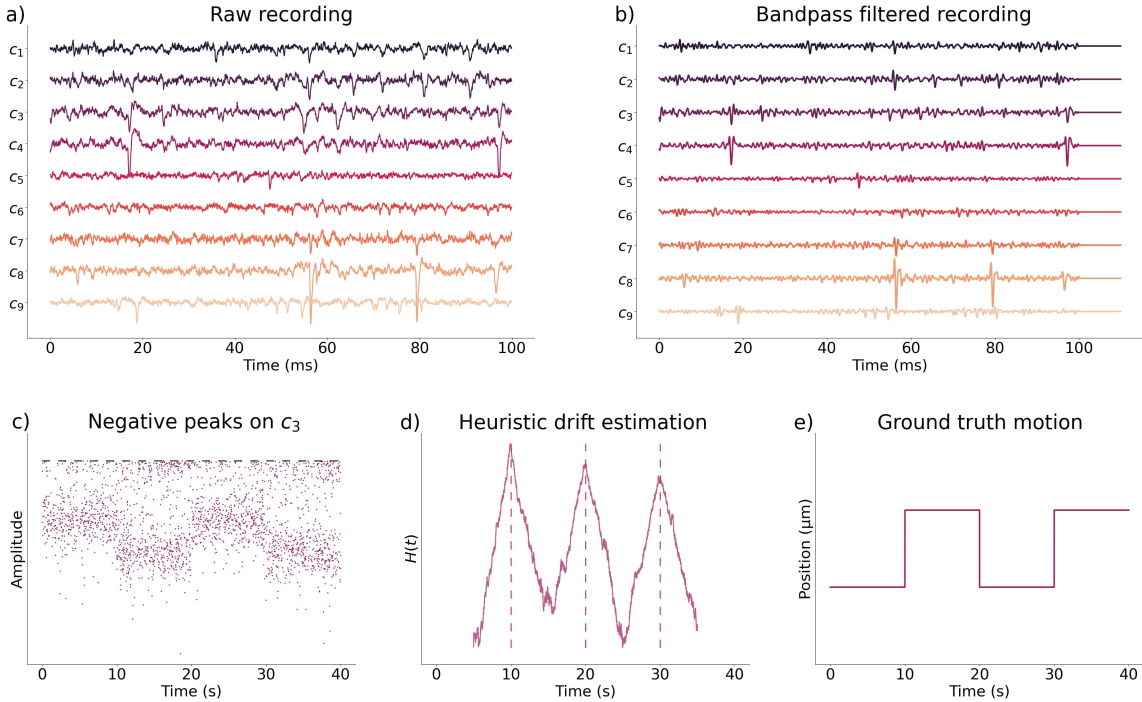 a) Raw recording
c1
c2
c3
c4
c5
c6
c7
c8
c9
0 20 40 60 80 100
Time (ms)
b) Bandpass filtered recording
c1
c2
c3
c4
c5
c6
c7
c8
c9
0 20 40 60 80 100
Time (ms)
c) Negative peaks on c3
Amplitude
0 10 20 30 40
Time (s)
d) Heuristic drift estimation
H(t)
0 10 20 30 40
Time (s)
e) Ground truth motion
Position (μm)
0 10 20 30 40
Time (s)